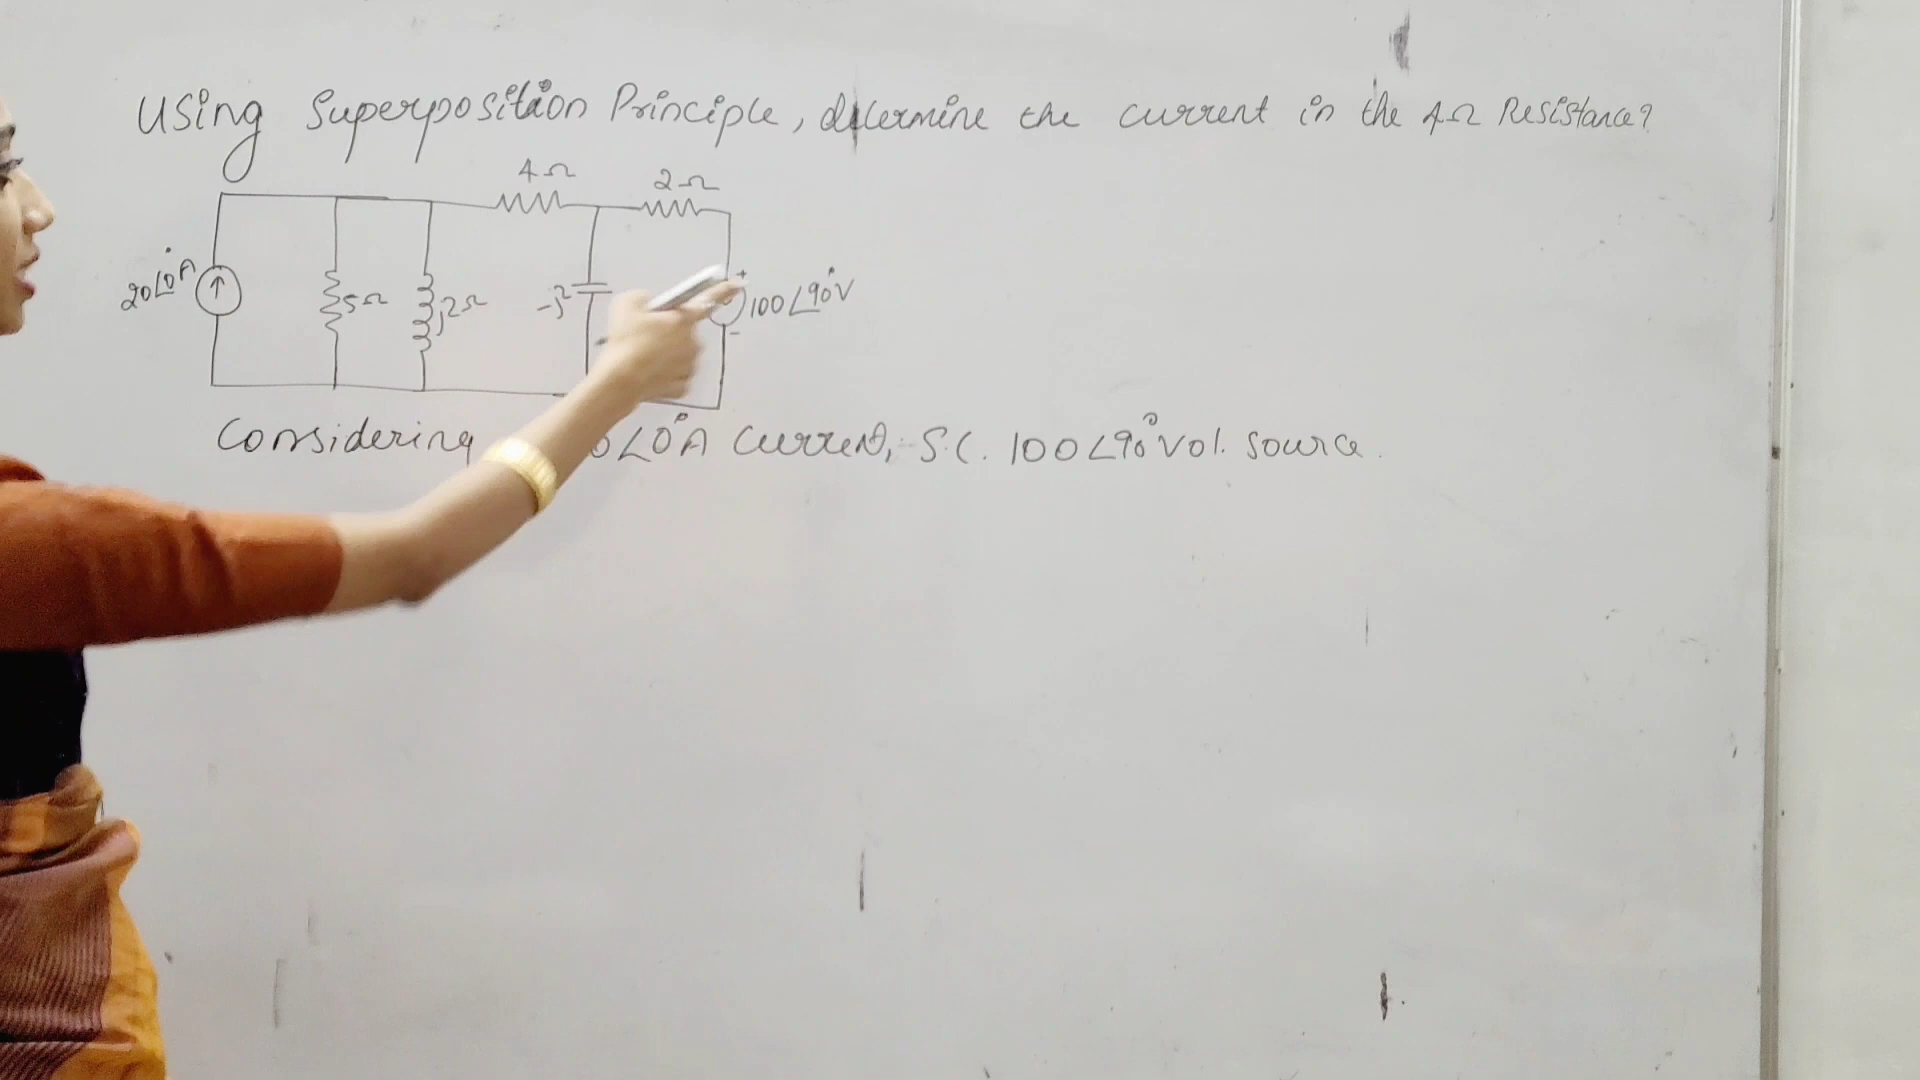 Using Superposition Principle, determine the current in the 4Ω Resistance?
4Ω
2Ω
20∠0°A
5Ω
j2Ω
-j2
+
100∠90°V
-
Considering 0∠0°A Current, S.C. 100∠90° vol. source.